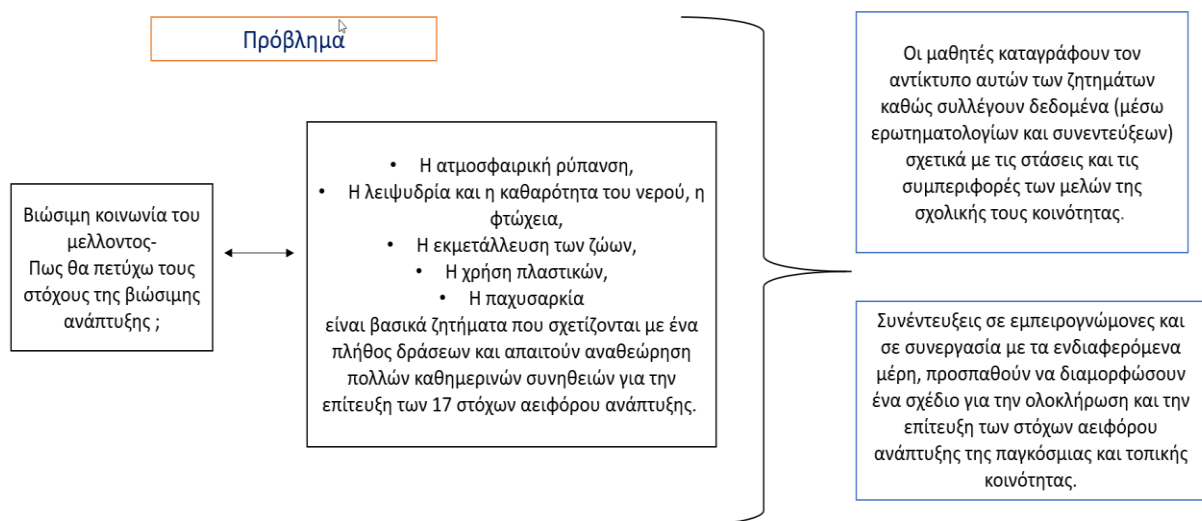 Πρόβλημα
Βιώσιμη κοινωνία του
μελλοντος-
Πως θα πετύχω τους
στόχους της βιώσιμης
ανάπτυξης ;
• Η ατμοσφαιρική ρύπανση,
• Η λειψυδρία και η καθαρότητα του νερού, η
φτώχεια,
• Η εκμετάλλευση των ζώων,
• Η χρήση πλαστικών,
• Η παχυσαρκία
είναι βασικά ζητήματα που σχετίζονται με ένα
πλήθος δράσεων και απαιτούν αναθεώρηση
πολλών καθημερινών συνηθειών για την
επίτευξη των 17 στόχων αειφόρου ανάπτυξης.
Οι μαθητές καταγράφουν τον
αντίκτυπο αυτών των ζητημάτων
καθώς συλλέγουν δεδομένα (μέσω
ερωτηματολογίων και συνεντεύξεων)
σχετικά με τις στάσεις και τις
συμπεριφορές των μελών της
σχολικής τους κοινότητας.
Συνέντευξεις σε εμπειρογνώμονες και
σε συνεργασία με τα ενδιαφερόμενα
μέρη, προσπαθούν να διαμορφώσουν
ένα σχέδιο για την ολοκλήρωση και την
επίτευξη των στόχων αειφόρου
ανάπτυξης της παγκόσμιας και τοπικής
κοινότητας.